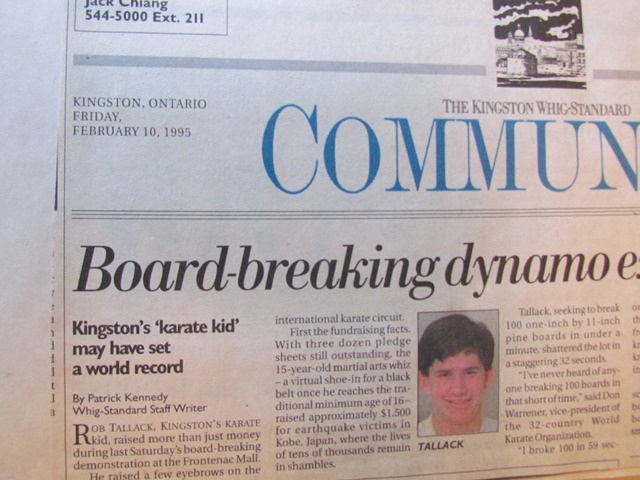 Jack Chiang
544-5000 Ext. 211
THE KINGSTON WHIG-STANDARD
KINGSTON, ONTARIO
FRIDAY,
FEBRUARY 10, 1995
COMMUN
Board-breaking dynamo e
Kingston's 'karate kid'
may have set
a world record
By Patrick Kennedy
Whig-Standard Staff Writer
ROB TALLACK, KINGSTON'S KARATE
kid, raised more than just money
during last Saturday's board-breaking
demonstration at the Frontenac Mall.
He raised a few eyebrows on the
international karate circuit.
First the fundraising facts.
With three dozen pledge
sheets still outstanding, the
15-year-old martial arts whiz
– a virtual shoe-in for a black
belt once he reaches the tra-
ditional minimum age of 16–
raised approximately $1,500
for earthquake victims in
Kobe, Japan, where the lives
of tens of thousands remain
in shambles.
TALLACK
Tallack, seeking to break
100 one-inch by 11-inch
pine boards in under a
minute, shattered the lot in
a staggering 32 seconds.
"I've never heard of any-
one breaking 100 boards in
that short of time," said Don
Warrener, vice-president of
the 32-country World
Karate Organization.
"I broke 100 in 59 sec-